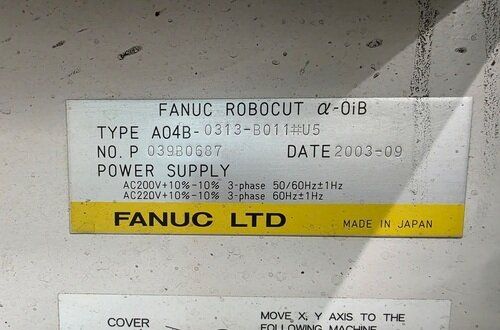 FANUC ROBOCUT α-0iB
TYPE A04B-0313-B011#U5
NO. P 039B0687 DATE 2003-09
POWER SUPPLY
AC200V+10%-10% 3-phase 50/60Hz±1Hz
AC220V+10%-10% 3-phase 60Hz±1Hz
FANUC LTD MADE IN JAPAN
COVER MOVE X, Y AXIS TO THE
FOLLOWING MACHINE